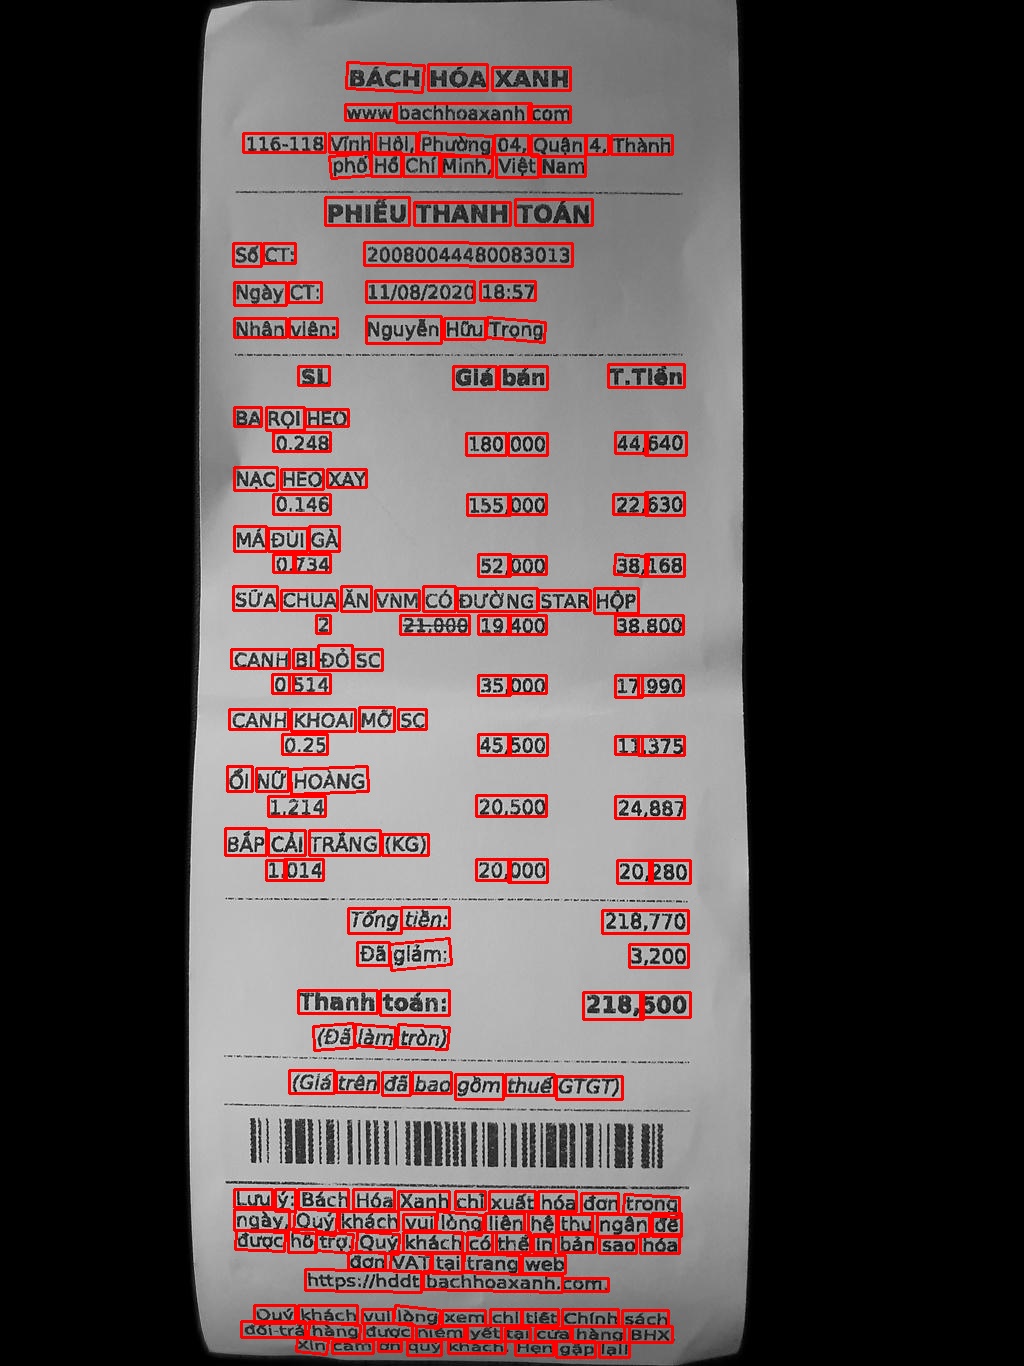 BÁCH HÓA XANH
www.bachhoaxanh.com
116-118 Vĩnh Hội, Phường 04, Quận 4, Thành
phố Hồ Chí Minh, Việt Nam
PHIẾU THANH TOÁN
Số CT: 20080044480083013
Ngày CT: 11/08/2020 18:57
Nhân viên: Nguyễn Hữu Trọng
SL Giá bán T.Tiền
BA RỌI HEO
0.248 180,000 44,640
NẠC HEO XAY
0.146 155,000 22,630
MÁ ĐÙI GÀ
0.734 52,000 38,168
SỮA CHUA ĂN VNM CÓ ĐƯỜNG STAR HỘP
2 21,000 19,400 38,800
CANH BÍ ĐỎ SC
0.514 35,000 17,990
CANH KHOAI MỠ SC
0.25 45,500 11,375
ỔI NỮ HOÀNG
1.214 20,500 24,887
BẮP CẢI TRẮNG (KG)
1.014 20,000 20,280
Tổng tiền: 218,770
Đã giảm: 3,200
Thanh toán: 218,500
(Đã làm tròn)
(Giá trên đã bao gồm thuế GTGT)
Lưu ý: Bách Hóa Xanh chỉ xuất hóa đơn trong
ngày, Quý khách vui lòng liên hệ thu ngân để
được hỗ trợ. Quý khách có thể in bản sao hóa
đơn VAT tại trang web
https://hddt.bachhoaxanh.com.
Quý khách vui lòng xem chi tiết Chính sách
đổi-trả hàng được niêm yết tại cửa hàng BHX
Xin cám ơn quý khách. Hẹn gặp lại!